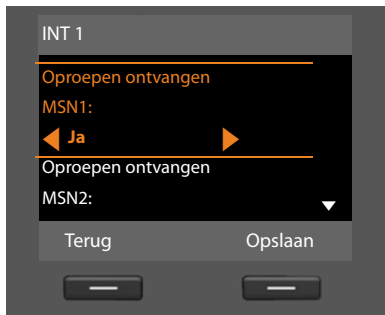 INT 1
Oproepen ontvangen
MSN1:
Ja
Oproepen ontvangen
MSN2:
Terug Opslaan